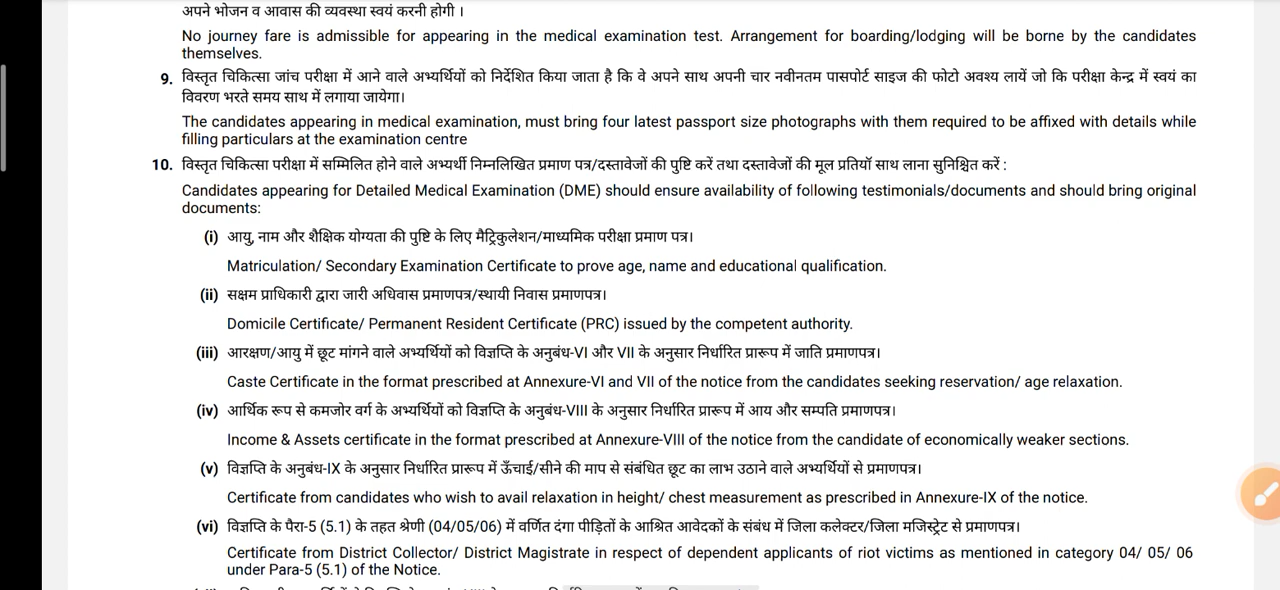 अपने भोजन व आवास की व्यवस्था स्वयं करनी होगी ।
No journey fare is admissible for appearing in the medical examination test. Arrangement for boarding/lodging will be borne by the candidates
themselves.
9. विस्तृत चिकित्सा जांच परीक्षा में आने वाले अभ्यर्थियों को निर्देशित किया जाता है कि वे अपने साथ अपनी चार नवीनतम पासपोर्ट साइज की फोटो अवश्य लायें जो कि परीक्षा केन्द्र में स्वयं का
विवरण भरते समय साथ में लगाया जायेगा।
The candidates appearing in medical examination, must bring four latest passport size photographs with them required to be affixed with details while
filling particulars at the examination centre
10. विस्तृत चिकित्सा परीक्षा में सम्मिलित होने वाले अभ्यर्थी निम्नलिखित प्रमाण पत्र/दस्तावेजों की पुष्टि करें तथा दस्तावेजों की मूल प्रतियॉ साथ लाना सुनिश्चित करें :
Candidates appearing for Detailed Medical Examination (DME) should ensure availability of following testimonials/documents and should bring original
documents:
(i) आयु, नाम और शैक्षिक योग्यता की पुष्टि के लिए मैट्रिकुलेशन/माध्यमिक परीक्षा प्रमाण पत्र।
Matriculation/ Secondary Examination Certificate to prove age, name and educational qualification.
(ii) सक्षम प्राधिकारी द्वारा जारी अधिवास प्रमाणपत्र/स्थायी निवास प्रमाणपत्र।
Domicile Certificate/ Permanent Resident Certificate (PRC) issued by the competent authority.
(iii) आरक्षण/आयु में छूट मांगने वाले अभ्यर्थियों को विज्ञप्ति के अनुबंध-VI और VII के अनुसार निर्धारित प्रारूप में जाति प्रमाणपत्र।
Caste Certificate in the format prescribed at Annexure-VI and VII of the notice from the candidates seeking reservation/ age relaxation.
(iv) आर्थिक रूप से कमजोर वर्ग के अभ्यर्थियों को विज्ञप्ति के अनुबंध-VIII के अनुसार निर्धारित प्रारूप में आय और सम्पति प्रमाणपत्र।
Income & Assets certificate in the format prescribed at Annexure-VIII of the notice from the candidate of economically weaker sections.
(v) विज्ञप्ति के अनुबंध-IX के अनुसार निर्धारित प्रारूप में ऊँचाई/सीने की माप से संबंधित छूट का लाभ उठाने वाले अभ्यर्थियों से प्रमाणपत्र।
Certificate from candidates who wish to avail relaxation in height/ chest measurement as prescribed in Annexure-IX of the notice.
(vi) विज्ञप्ति के पैरा-5 (5.1) के तहत श्रेणी (04/05/06) में वर्णित दंगा पीड़ितों के आश्रित आवेदकों के संबंध में जिला कलेक्टर/जिला मजिस्ट्रेट से प्रमाणपत्र।
Certificate from District Collector/ District Magistrate in respect of dependent applicants of riot victims as mentioned in category 04/ 05/ 06
under Para-5 (5.1) of the Notice.